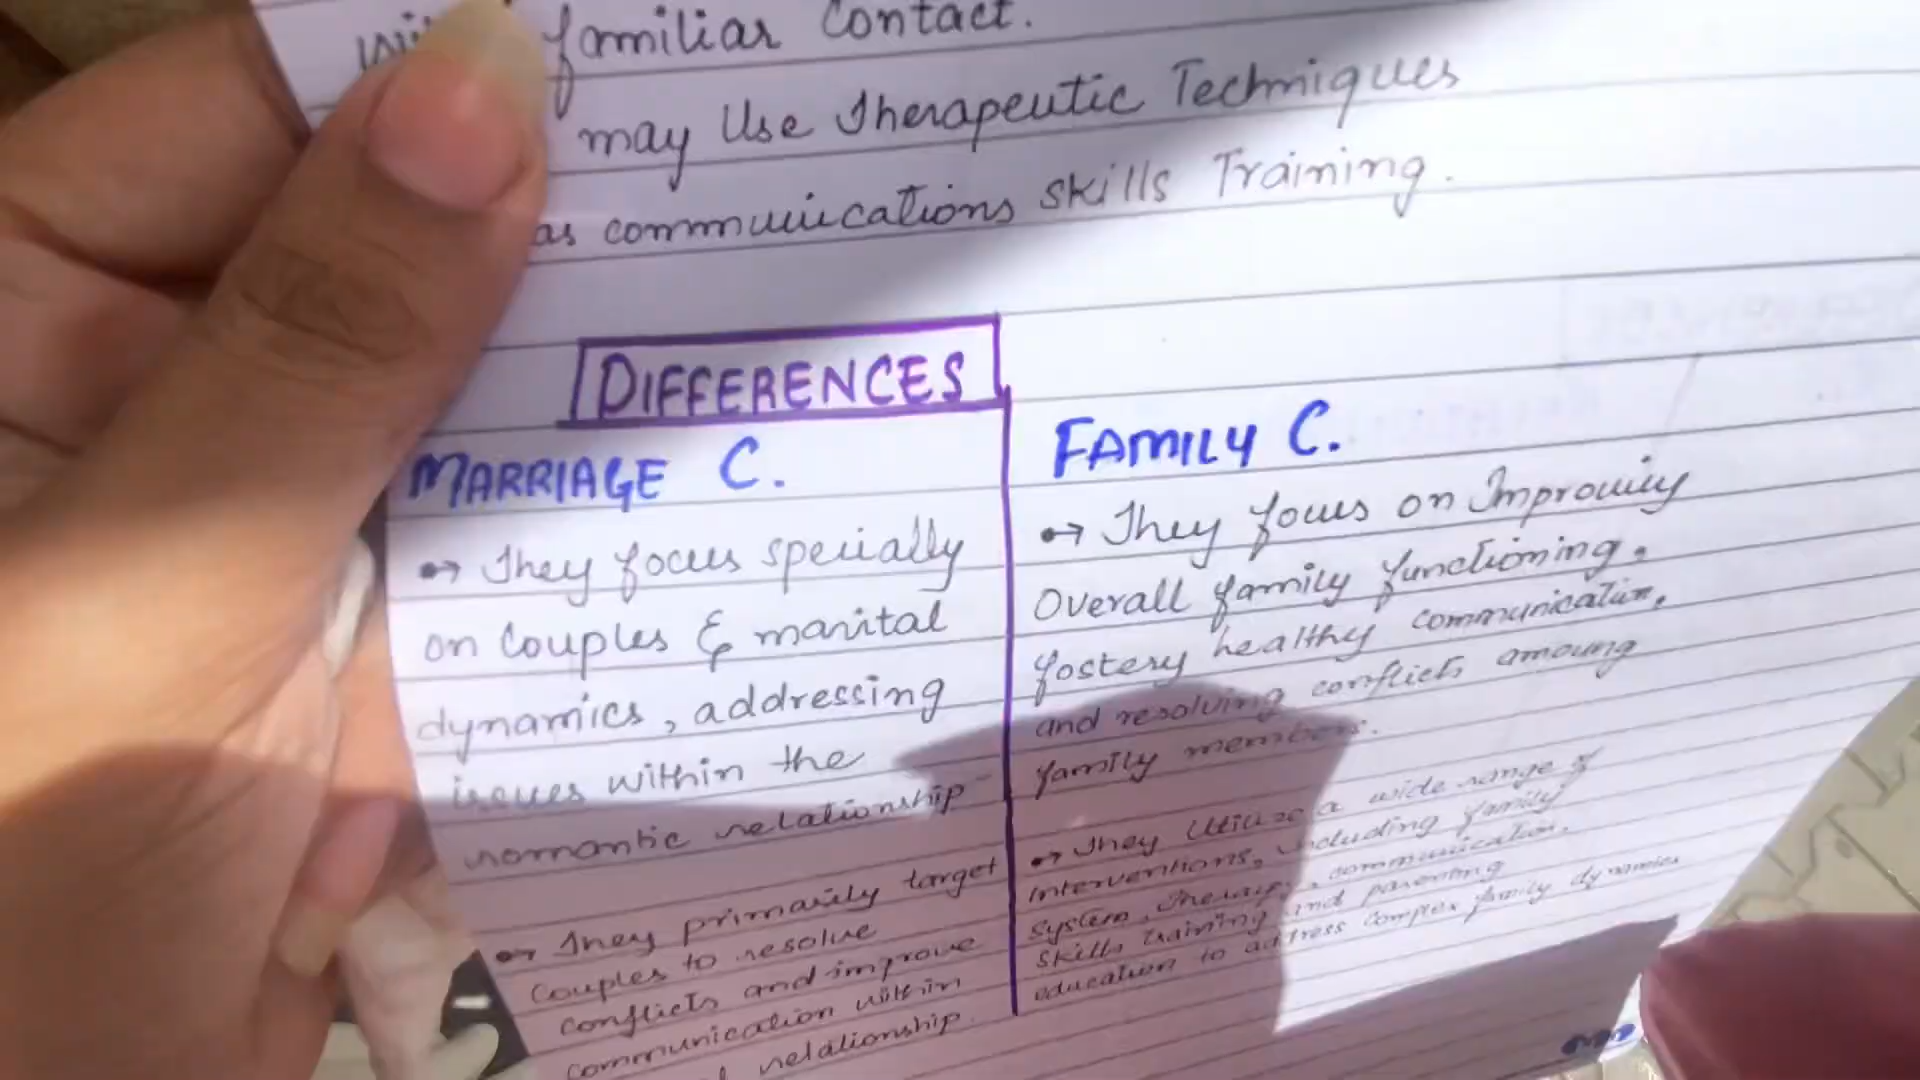 familiar Contact.
may Use Therapeutic Techniques
as communications skills Training.
DIFFERENCES
MARRIAGE C.
•→ They focus specially
on Couples & marital
dynamics, addressing
issues within the
romantic relationship
•→ They primarily target
Couples to resolve
conflicts and improve
communication within
relationship.
FAMILY C.
•→ They focus on Improving
Overall family functioning,
fostery healthy communication,
and resolving conflicts amoung
family members.
•→ They Utilize a wide range of
Interventions, including family
system, Therapy, communication,
skills training and parenting
education to address complex family dynamics